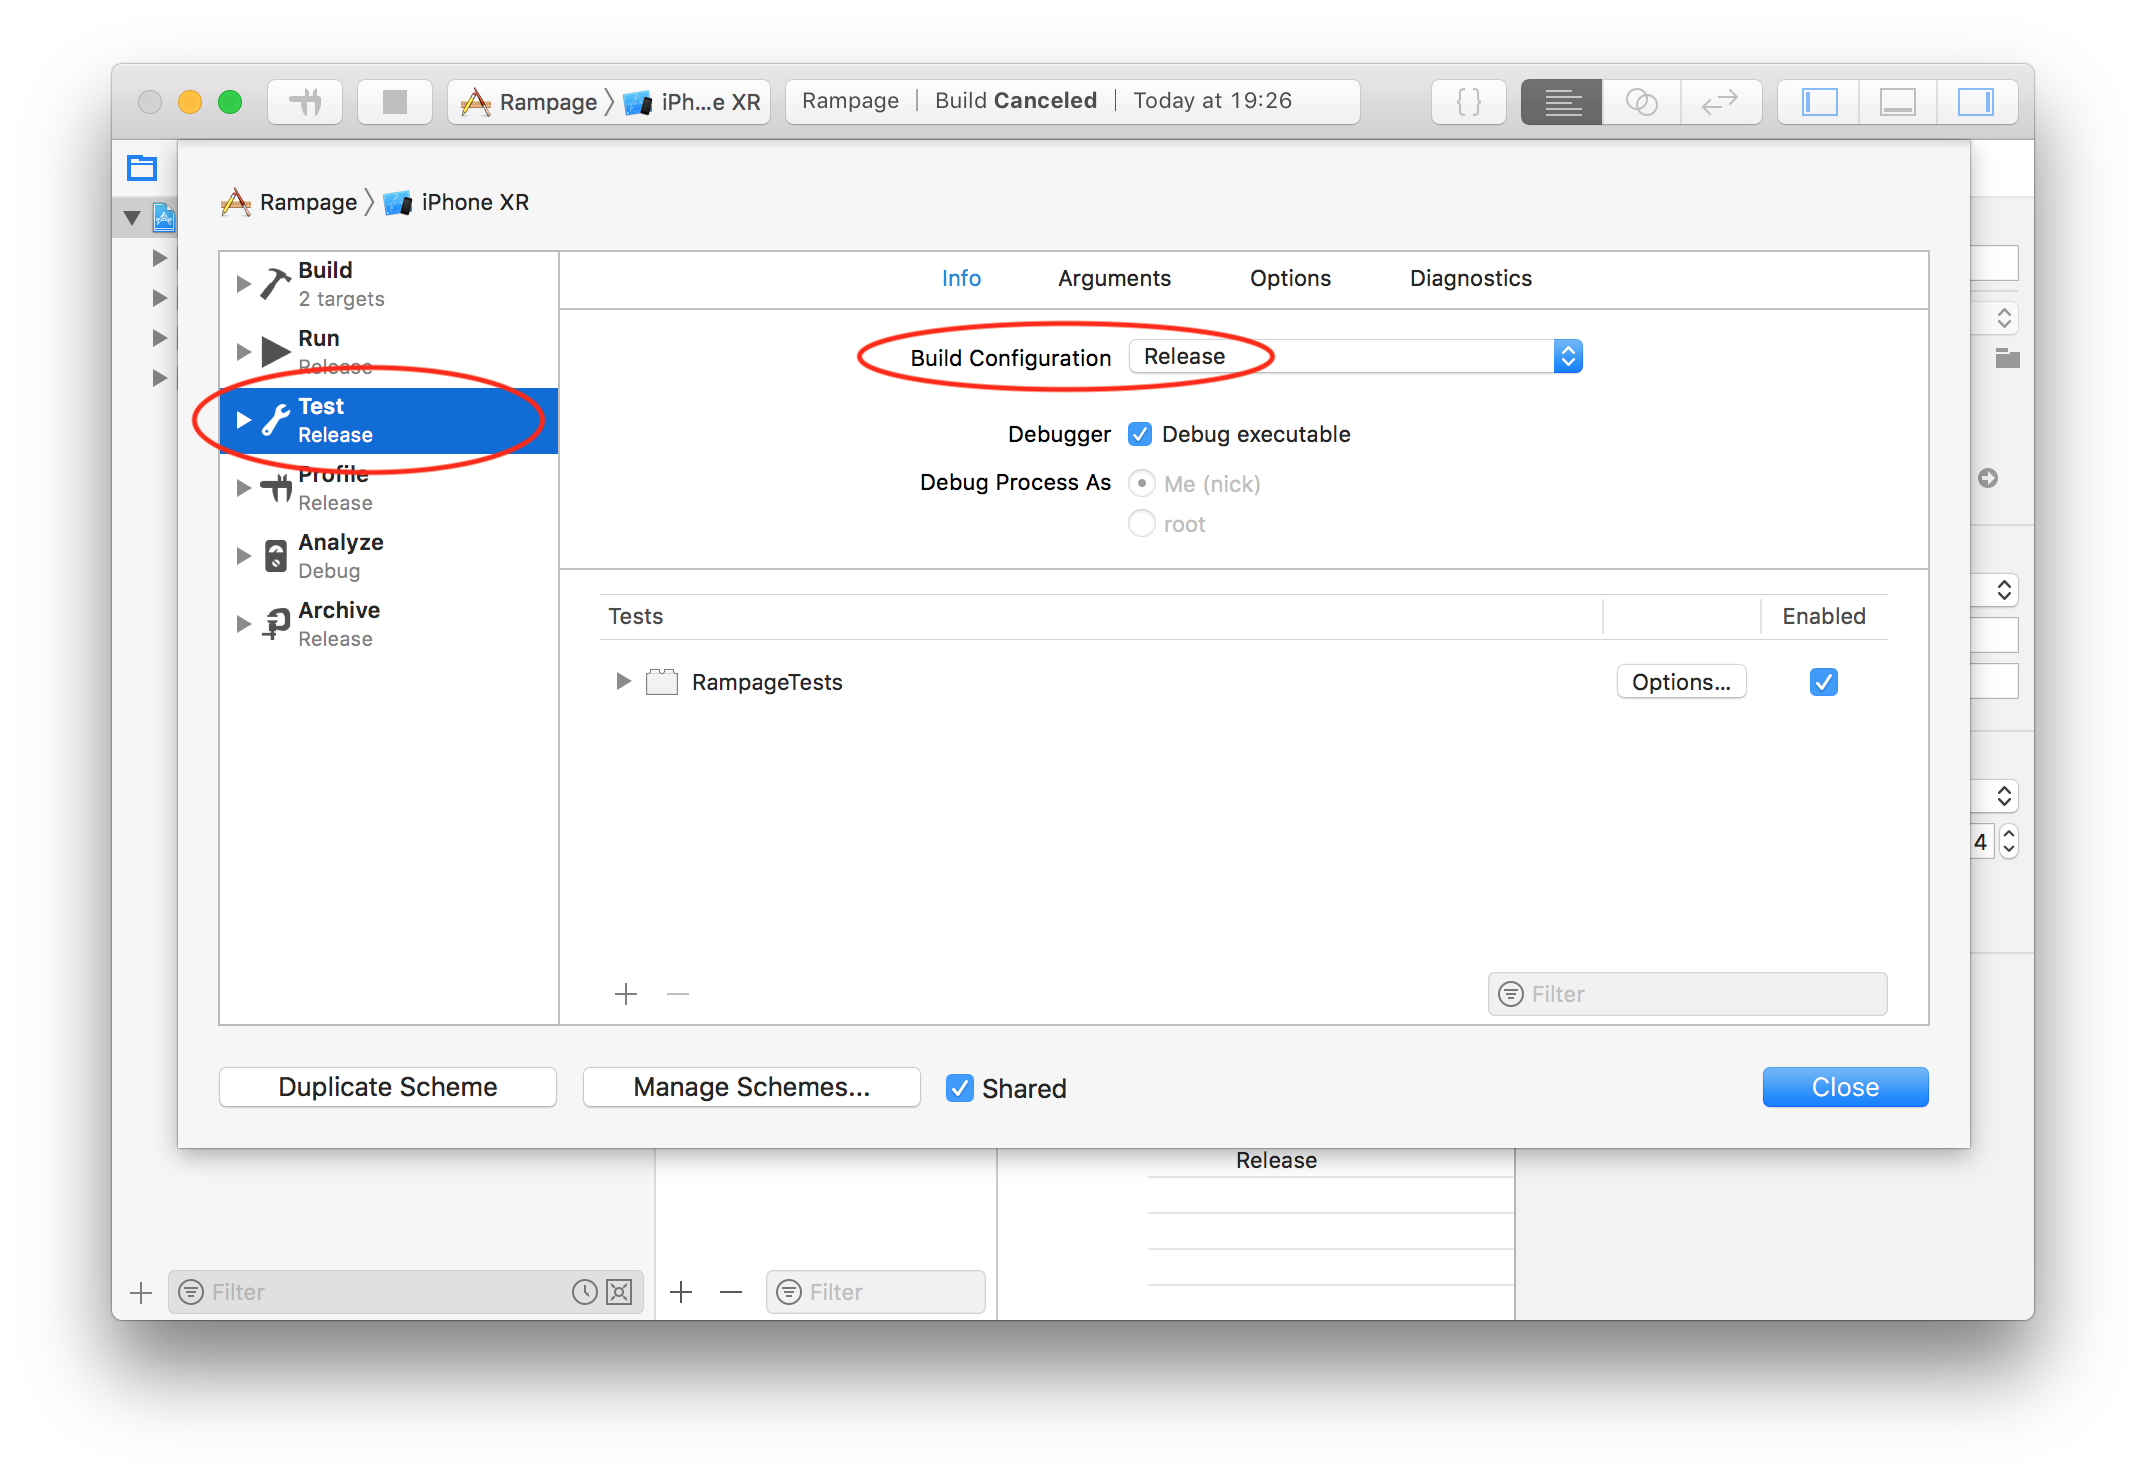 Rampage iPh...e XR
Rampage | Build Canceled | Today at 19:26
Rampage iPhone XR
Build
2 targets
Run
Release
Test
Release
Profile
Release
Analyze
Debug
Archive
Release
Info Arguments Options Diagnostics
Build Configuration Release
Debugger Debug executable
Debug Process As Me (nick)
root
Tests Enabled
RampageTests Options...
Filter
4
Duplicate Scheme Manage Schemes... Shared Close
Release
Filter Filter